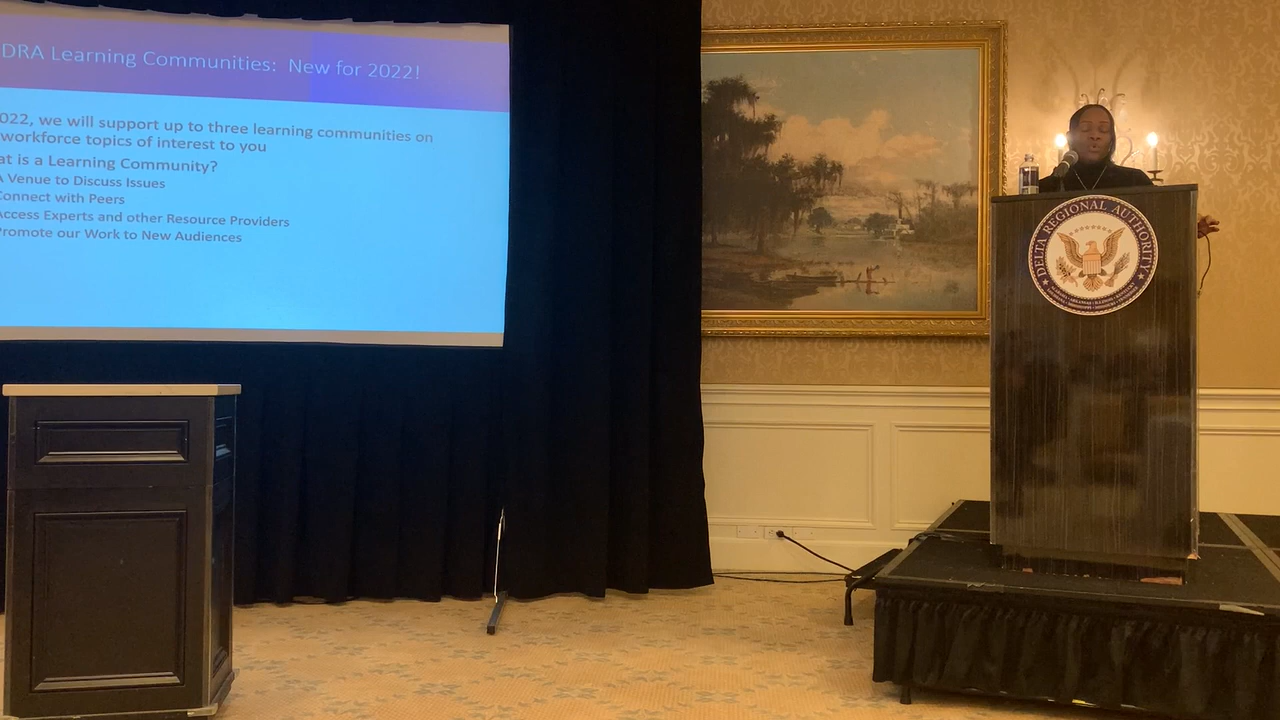 DRA Learning Communities: New for 2022!
022, we will support up to three learning communities on
workforce topics of interest to you
at is a Learning Community?
A Venue to Discuss Issues
Connect with Peers
Access Experts and other Resource Providers
Promote our Work to New Audiences
DELTA REGIONAL AUTHORITY